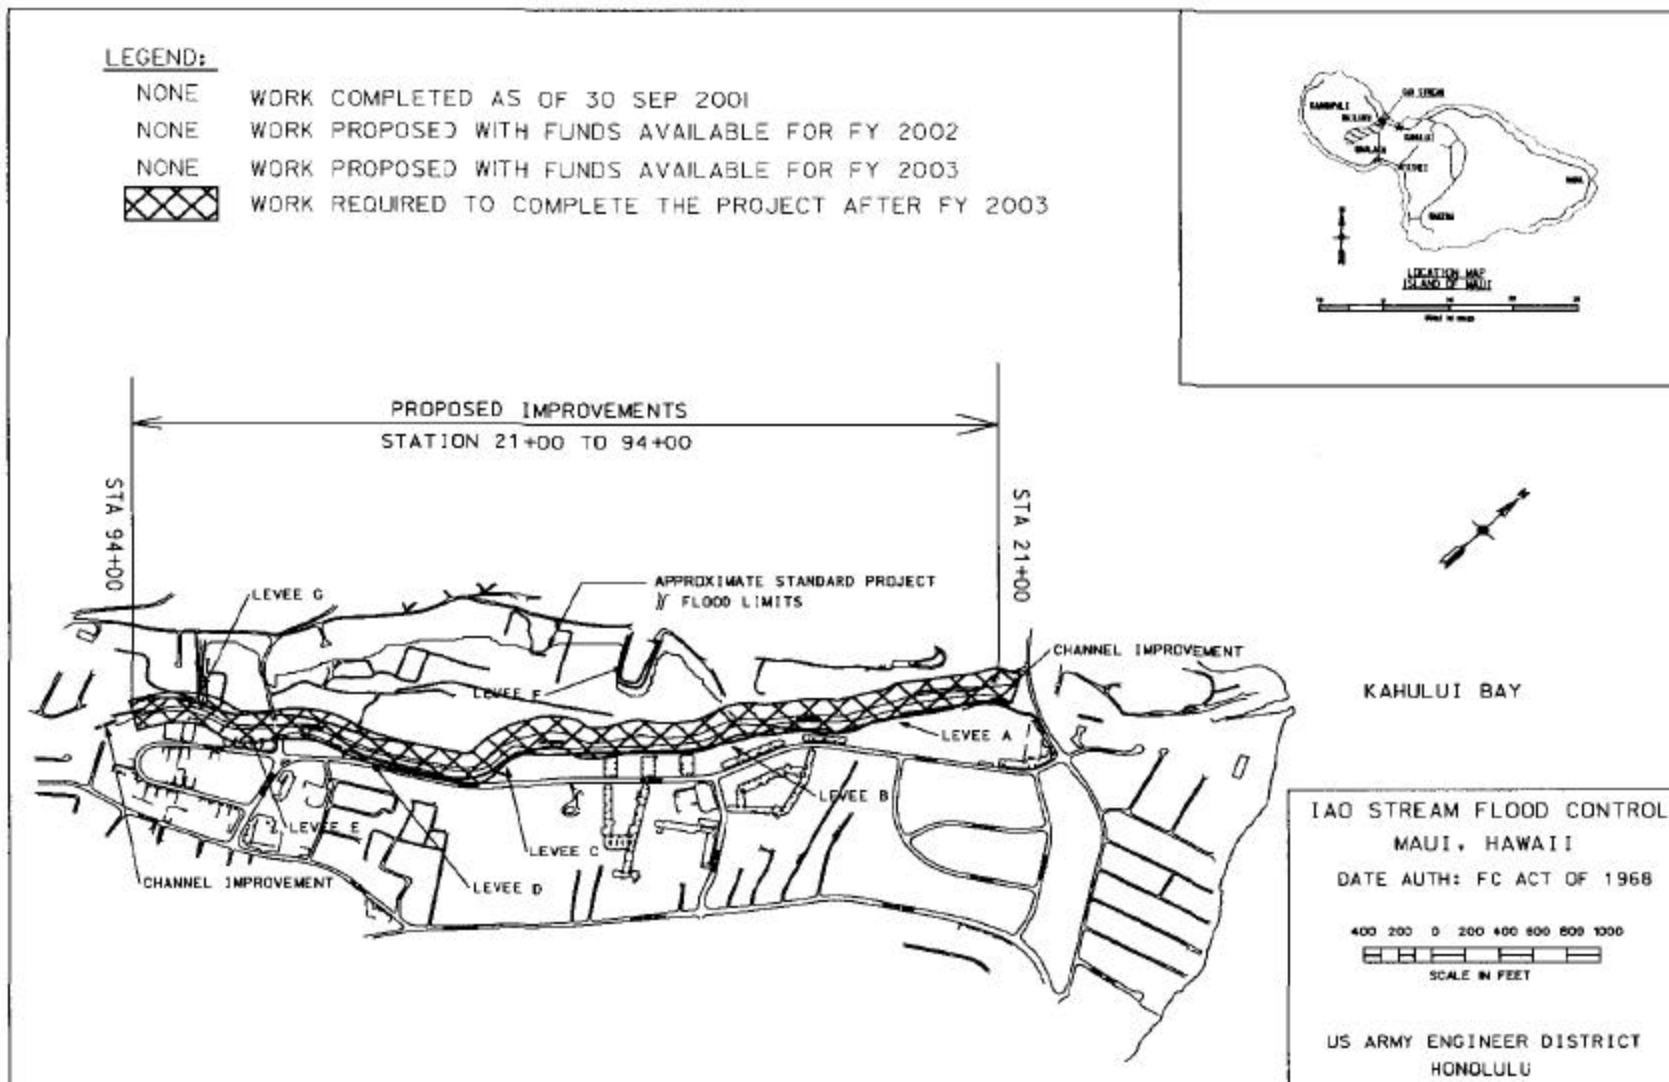 LEGEND:
NONE WORK COMPLETED AS OF 30 SEP 2001
NONE WORK PROPOSED WITH FUNDS AVAILABLE FOR FY 2002
NONE WORK PROPOSED WITH FUNDS AVAILABLE FOR FY 2003
WORK REQUIRED TO COMPLETE THE PROJECT AFTER FY 2003
LOCATION MAP
ISLAND OF MAUI
PROPOSED IMPROVEMENTS
STATION 21+00 TO 94+00
STA 94+00
STA 21+00
N
LEVEE G
APPROXIMATE STANDARD PROJECT
FLOOD LIMITS
CHANNEL IMPROVEMENT
LEVEE F
KAHULUI BAY
LEVEE A
LEVEE B
LEVEE E
LEVEE C
LEVEE D
CHANNEL IMPROVEMENT
IAO STREAM FLOOD CONTROL
MAUI, HAWAII
DATE AUTH: FC ACT OF 1968
400 200 0 200 400 600 800 1000
SCALE IN FEET
US ARMY ENGINEER DISTRICT
HONOLULU